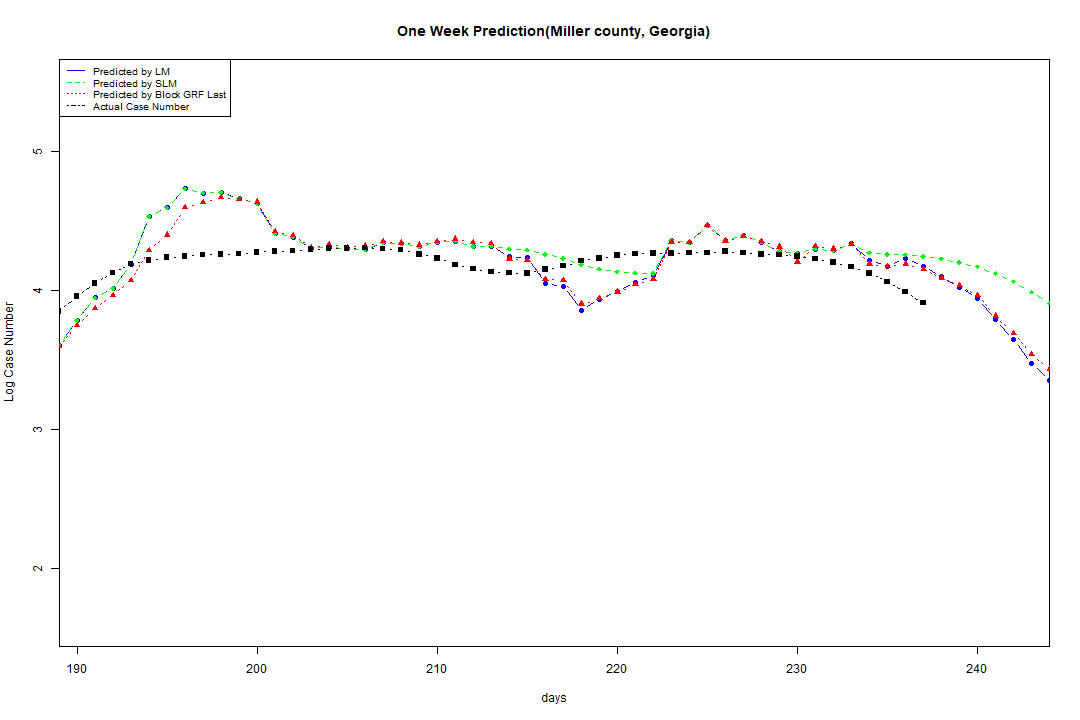 One Week Prediction(Miller county, Georgia)
Predicted by LM
Predicted by SLM
Predicted by Block GRF Last
Actual Case Number
5
4
3
2
Log Case Number
190 200 210 220 230 240
days